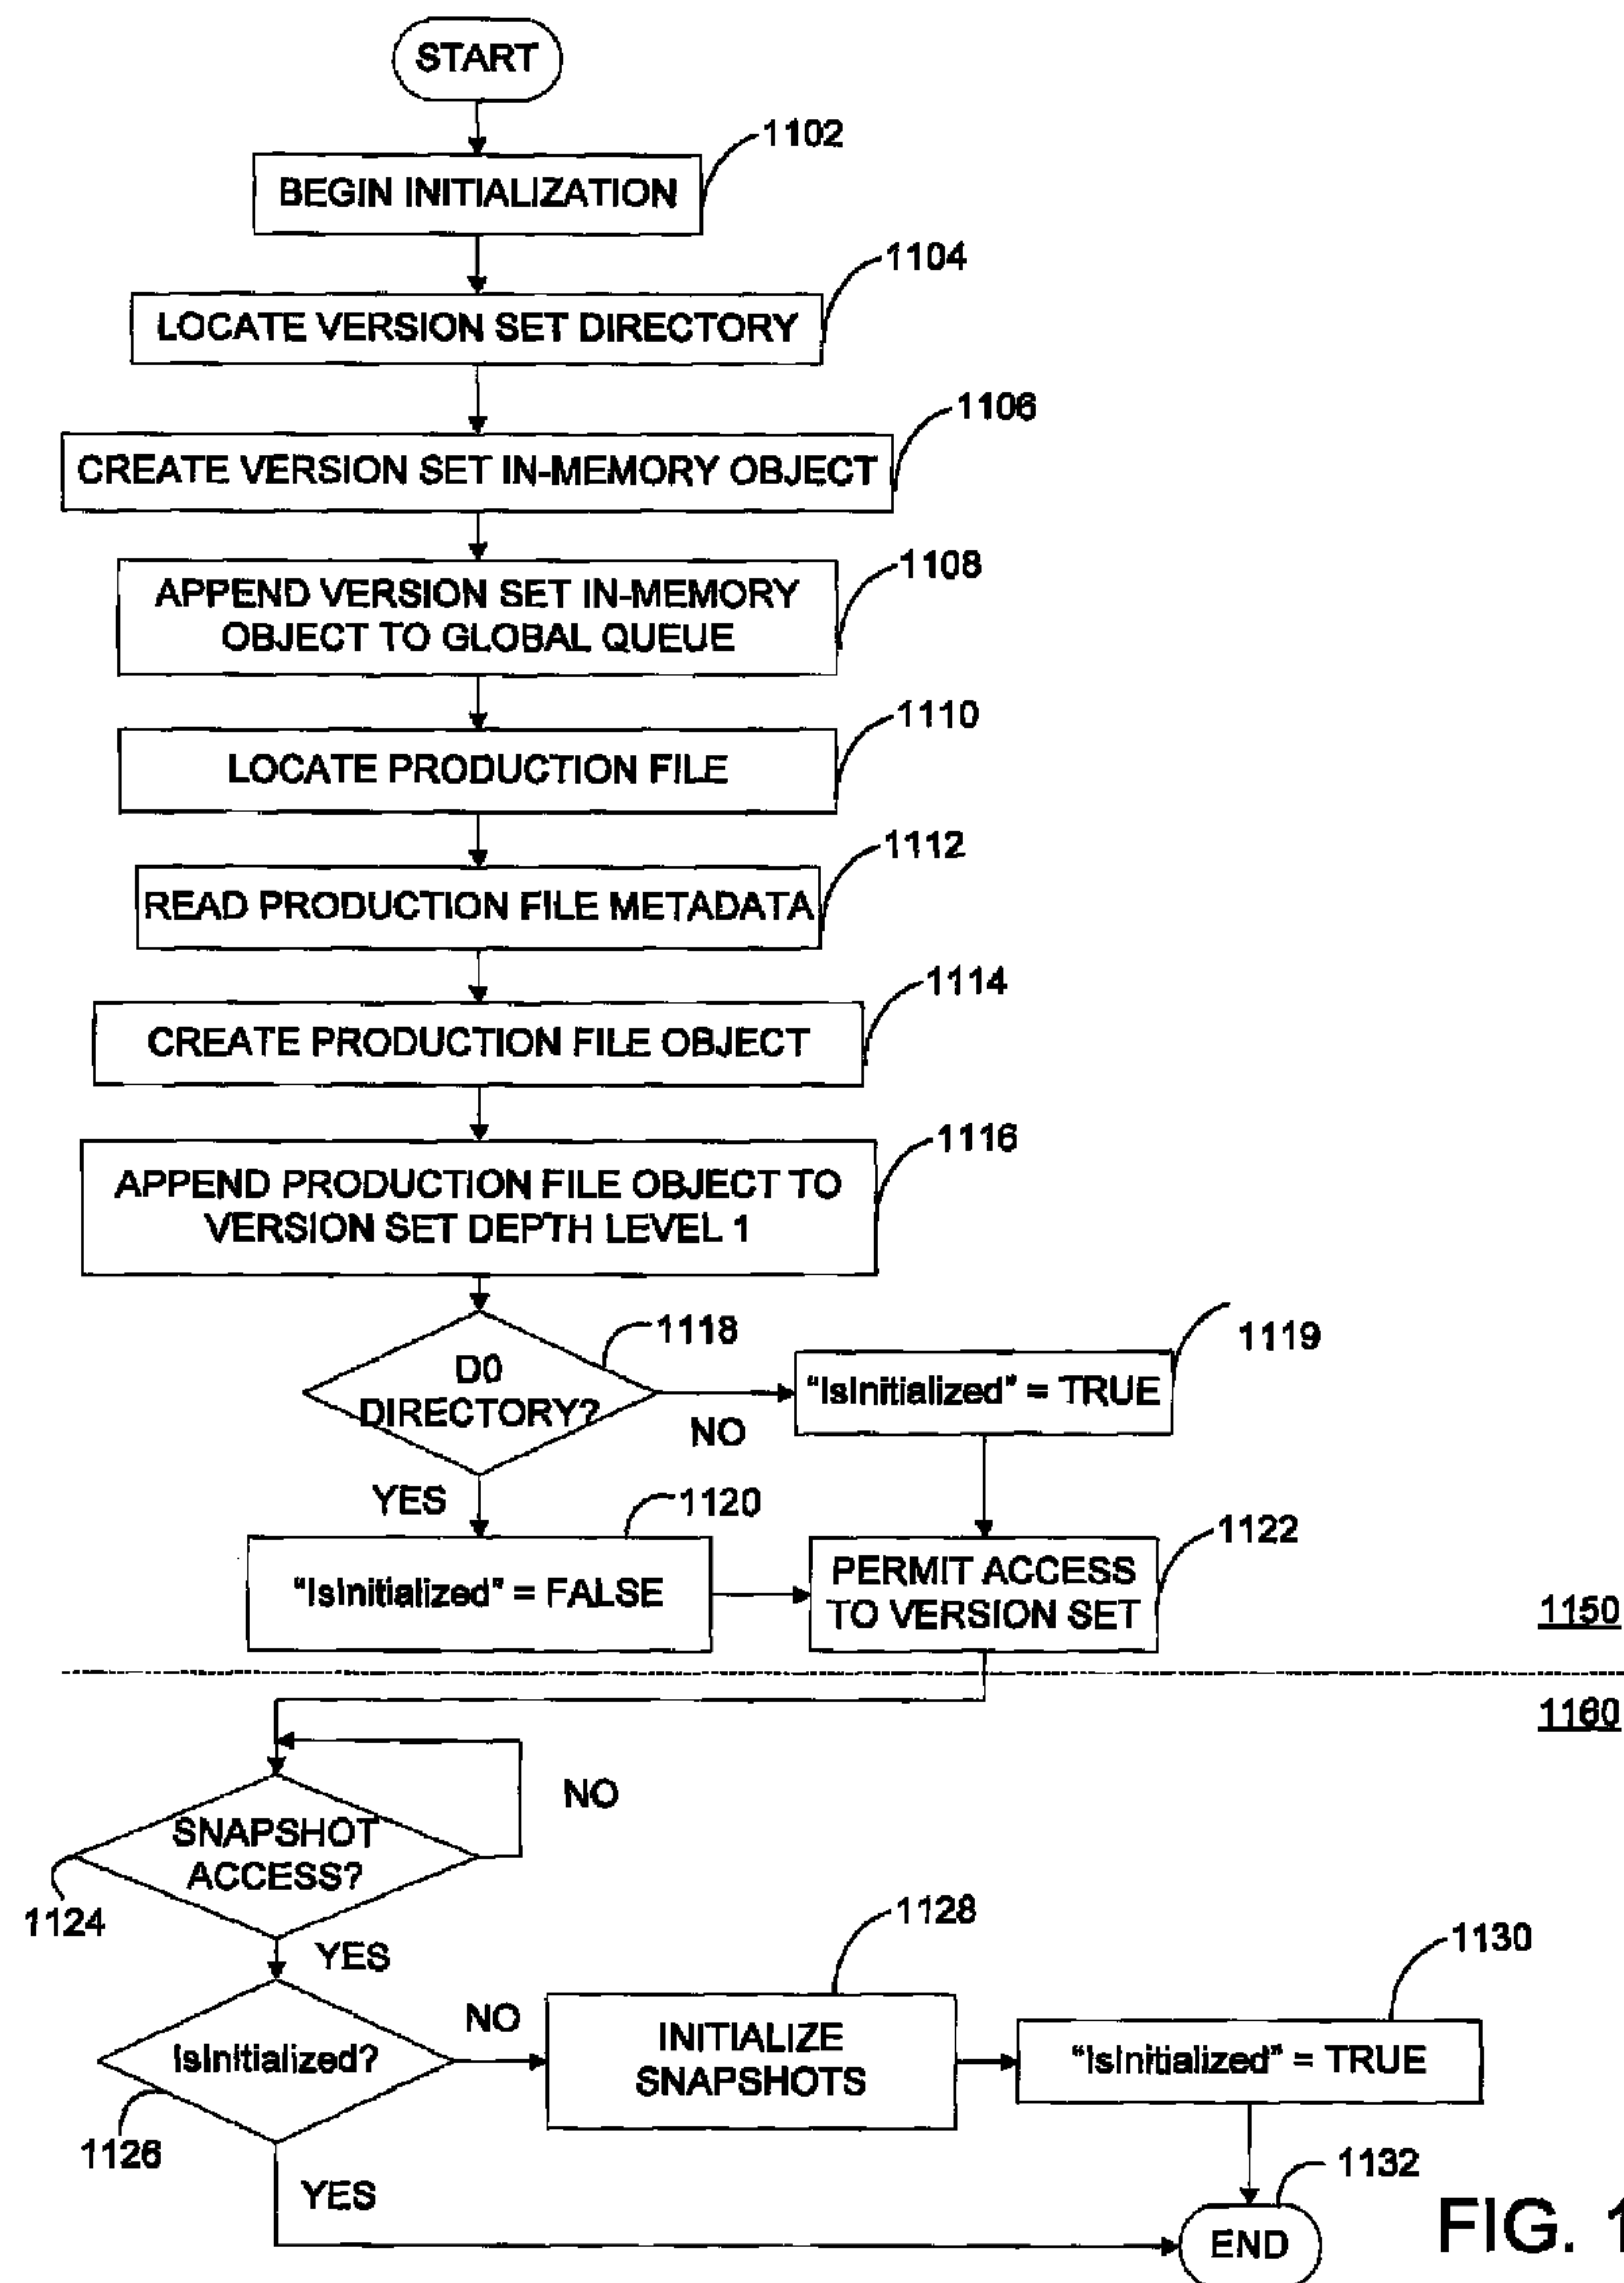 START
1102
BEGIN INITIALIZATION
1104
LOCATE VERSION SET DIRECTORY
1106
CREATE VERSION SET IN-MEMORY OBJECT
1108
APPEND VERSION SET IN-MEMORY
OBJECT TO GLOBAL QUEUE
1110
LOCATE PRODUCTION FILE
1112
READ PRODUCTION FILE METADATA
1114
CREATE PRODUCTION FILE OBJECT
1116
APPEND PRODUCTION FILE OBJECT TO
VERSION SET DEPTH LEVEL 1
1118
D0
DIRECTORY?
NO
1119
"IsInitialized" = TRUE
YES
1120
"IsInitialized" = FALSE
1122
PERMIT ACCESS
TO VERSION SET
1150
1160
SNAPSHOT
ACCESS?
NO
1124
YES
IsInitialized?
1126
NO
1128
INITIALIZE
SNAPSHOTS
1130
"IsInitialized" = TRUE
YES
1132
END
FIG. 1